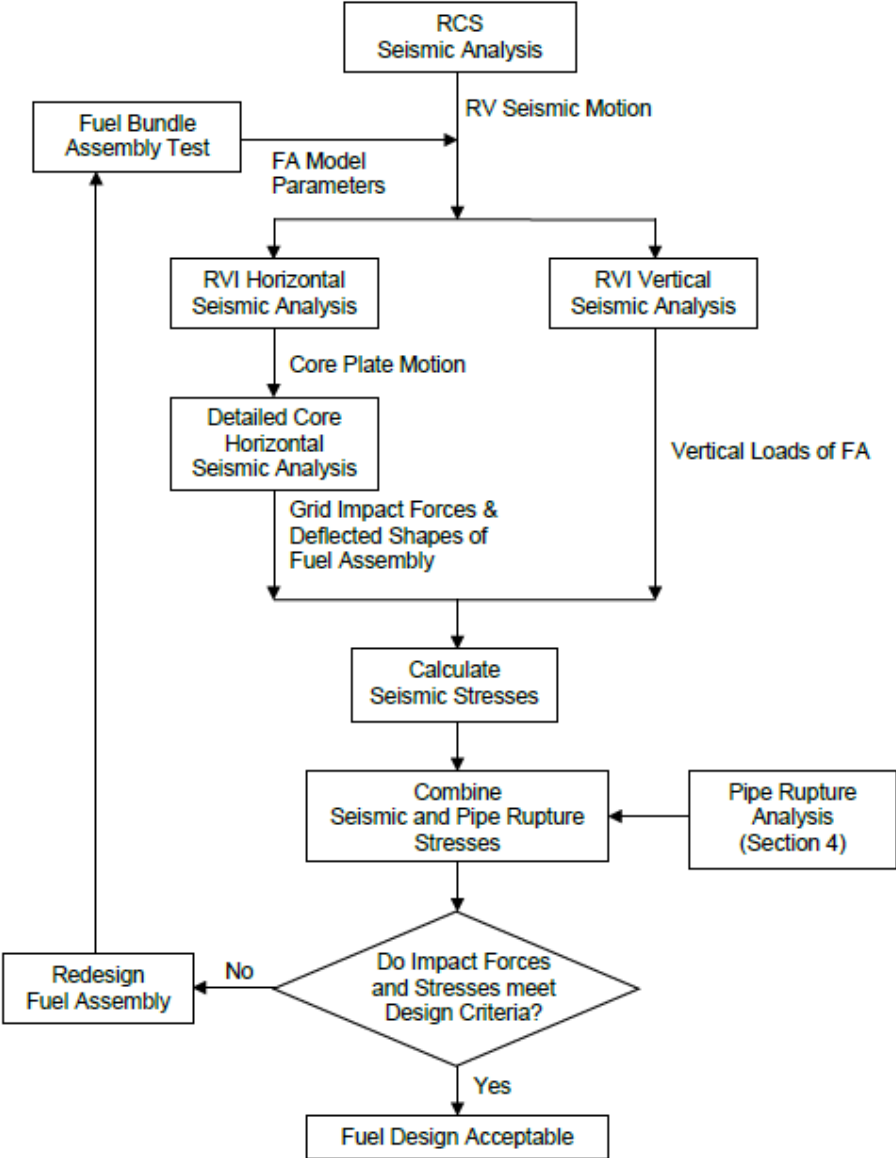 RCS
Seismic Analysis
RV Seismic Motion
Fuel Bundle
Assembly Test
FA Model
Parameters
RVI Horizontal
Seismic Analysis
RVI Vertical
Seismic Analysis
Core Plate Motion
Detailed Core
Horizontal
Seismic Analysis
Vertical Loads of FA
Grid Impact Forces &
Deflected Shapes of
Fuel Assembly
Calculate
Seismic Stresses
Combine
Seismic and Pipe Rupture
Stresses
Pipe Rupture
Analysis
(Section 4)
Do Impact Forces
and Stresses meet
Design Criteria?
No
Redesign
Fuel Assembly
Yes
Fuel Design Acceptable